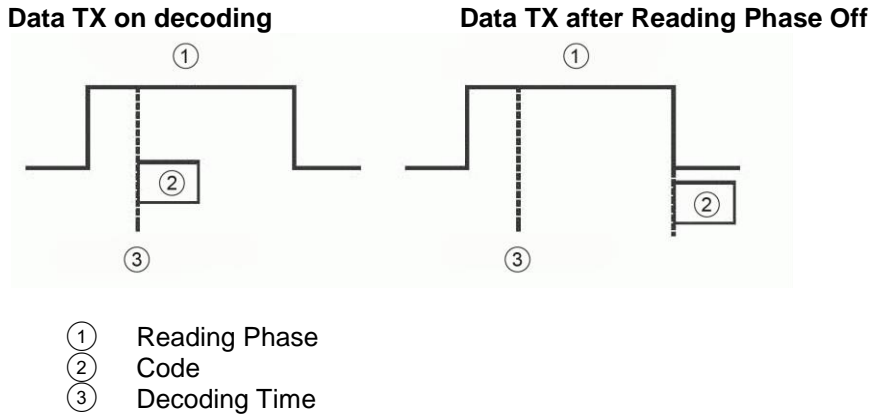 Data TX on decoding
Data TX after Reading Phase Off
1
1
2
2
3
3
1 Reading Phase
2 Code
3 Decoding Time